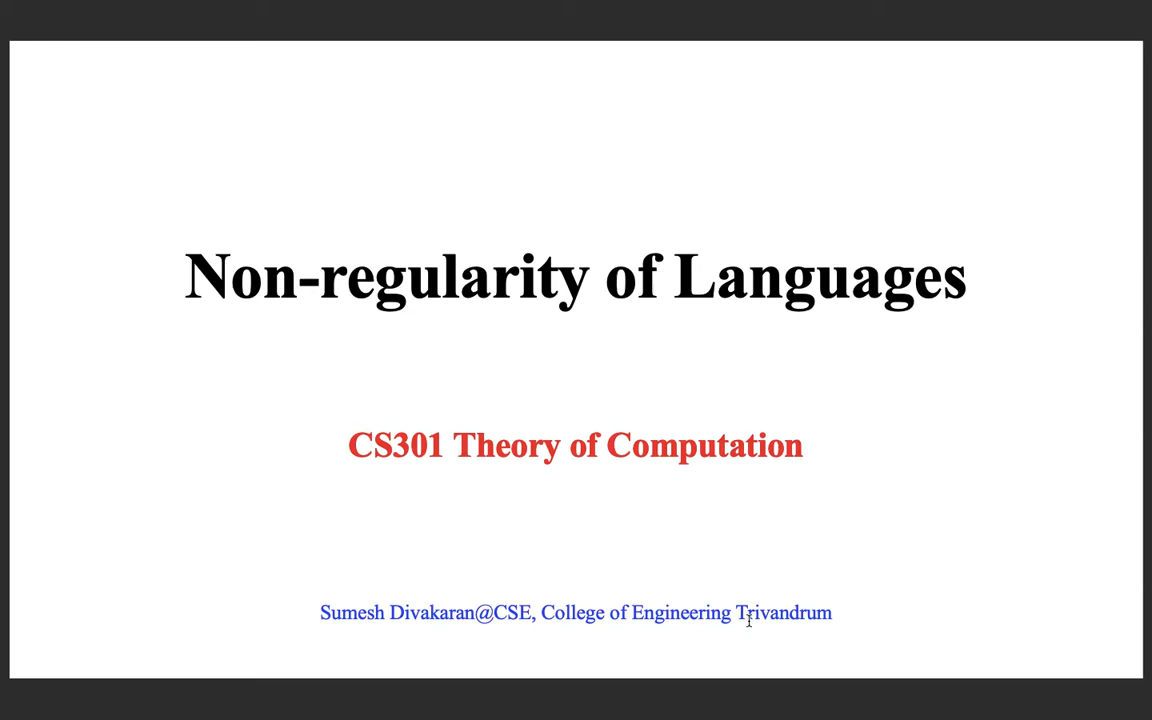 Non-regularity of Languages
CS301 Theory of Computation
Sumesh Divakaran@CSE, College of Engineering Trivandrum